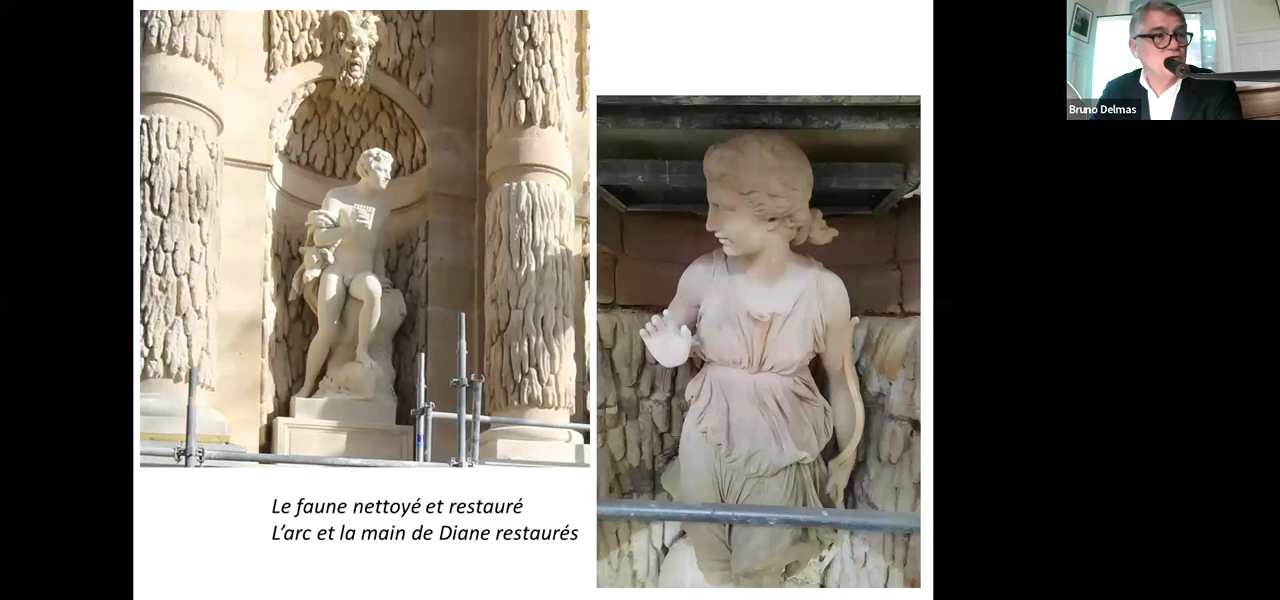 Bruno Delmas
Le faune nettoyé et restauré
L’arc et la main de Diane restaurés